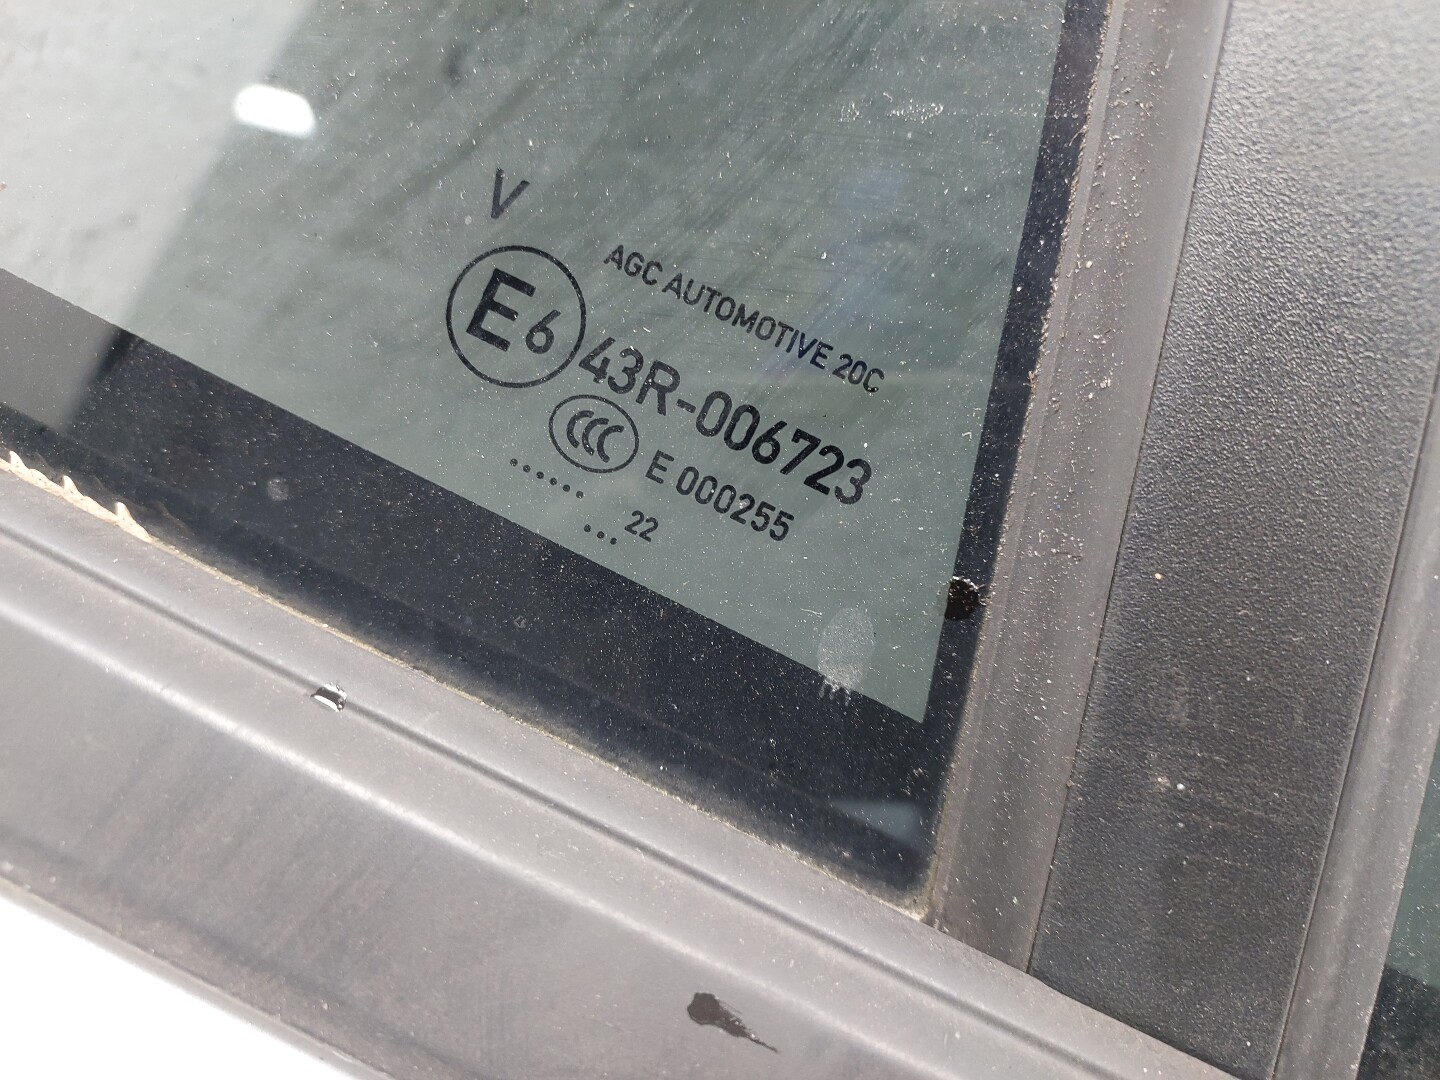 V
AGC AUTOMOTIVE 20C
E6 43R-006723
CCC E 000255
......
...22